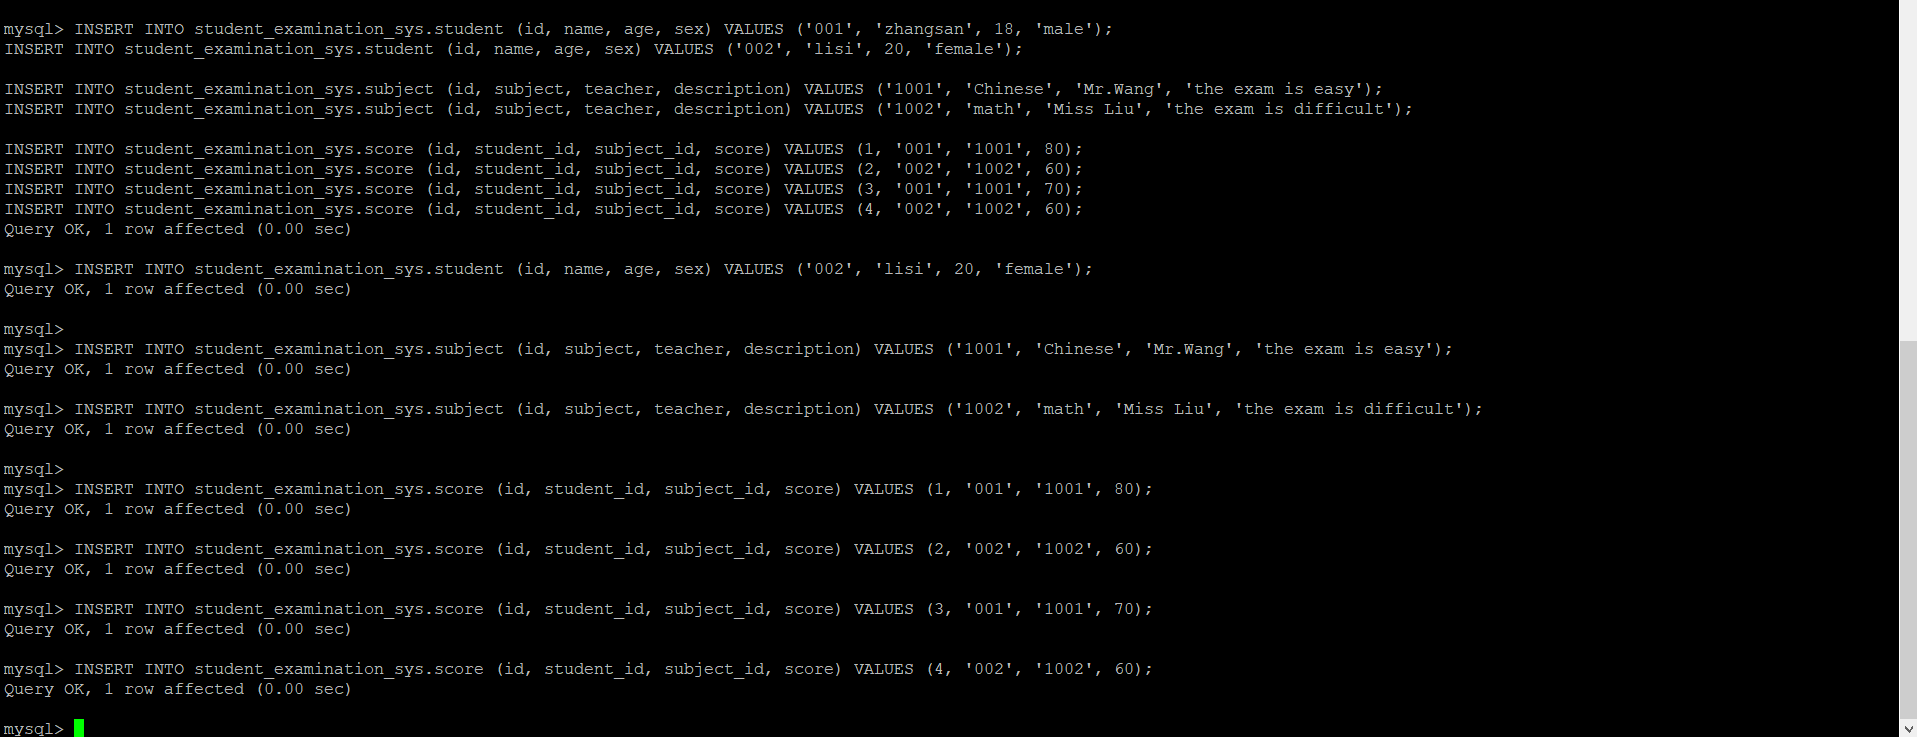 mysql> INSERT INTO student_examination_sys.student (id, name, age, sex) VALUES ('001', 'zhangsan', 18, 'male');
INSERT INTO student_examination_sys.student (id, name, age, sex) VALUES ('002', 'lisi', 20, 'female');
INSERT INTO student_examination_sys.subject (id, subject, teacher, description) VALUES ('1001', 'Chinese', 'Mr.Wang', 'the exam is easy');
INSERT INTO student_examination_sys.subject (id, subject, teacher, description) VALUES ('1002', 'math', 'Miss Liu', 'the exam is difficult');
INSERT INTO student_examination_sys.score (id, student_id, subject_id, score) VALUES (1, '001', '1001', 80);
INSERT INTO student_examination_sys.score (id, student_id, subject_id, score) VALUES (2, '002', '1002', 60);
INSERT INTO student_examination_sys.score (id, student_id, subject_id, score) VALUES (3, '001', '1001', 70);
INSERT INTO student_examination_sys.score (id, student_id, subject_id, score) VALUES (4, '002', '1002', 60);
Query OK, 1 row affected (0.00 sec)
mysql> INSERT INTO student_examination_sys.student (id, name, age, sex) VALUES ('002', 'lisi', 20, 'female');
Query OK, 1 row affected (0.00 sec)
mysql>
mysql> INSERT INTO student_examination_sys.subject (id, subject, teacher, description) VALUES ('1001', 'Chinese', 'Mr.Wang', 'the exam is easy');
Query OK, 1 row affected (0.00 sec)
mysql> INSERT INTO student_examination_sys.subject (id, subject, teacher, description) VALUES ('1002', 'math', 'Miss Liu', 'the exam is difficult');
Query OK, 1 row affected (0.00 sec)
mysql>
mysql> INSERT INTO student_examination_sys.score (id, student_id, subject_id, score) VALUES (1, '001', '1001', 80);
Query OK, 1 row affected (0.00 sec)
mysql> INSERT INTO student_examination_sys.score (id, student_id, subject_id, score) VALUES (2, '002', '1002', 60);
Query OK, 1 row affected (0.00 sec)
mysql> INSERT INTO student_examination_sys.score (id, student_id, subject_id, score) VALUES (3, '001', '1001', 70);
Query OK, 1 row affected (0.00 sec)
mysql> INSERT INTO student_examination_sys.score (id, student_id, subject_id, score) VALUES (4, '002', '1002', 60);
Query OK, 1 row affected (0.00 sec)
mysql>